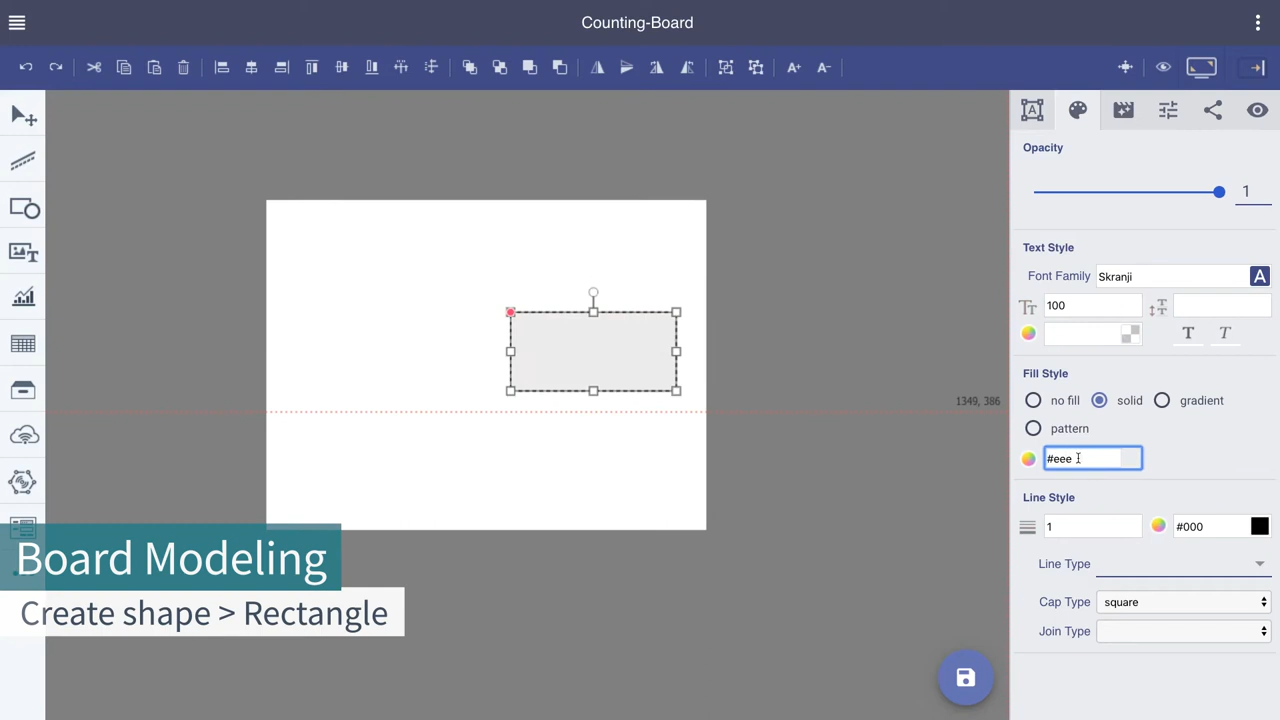 Counting-Board
A+ A-
A
Opacity
1
Text Style
Font Family Skranji A
TT 100 T
T T
Fill Style
no fill solid gradient
pattern
1349, 386
#eee
Line Style
1 #000
Line Type
Cap Type square
Join Type
Board Modeling
Create shape > Rectangle